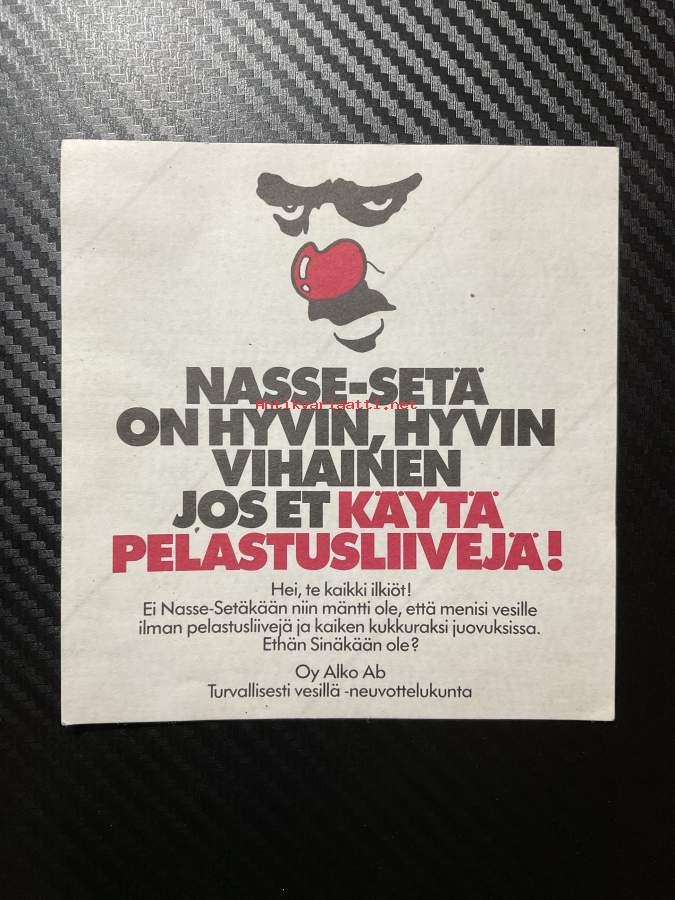 NASSE-SETÄ
Antikvariaatti.net
ON HYVIN, HYVIN
VIHAINEN
JOS ET KÄYTÄ
PELASTUSLIIVEJÄ!
Hei, te kaikki ilkiöt!
Ei Nasse-Setäkään niin mäntti ole, että menisi vesille
ilman pelastusliivejä ja kaiken kukkuraksi juovuksissa.
Ethän Sinäkään ole?
Oy Alko Ab
Turvallisesti vesillä -neuvottelukunta